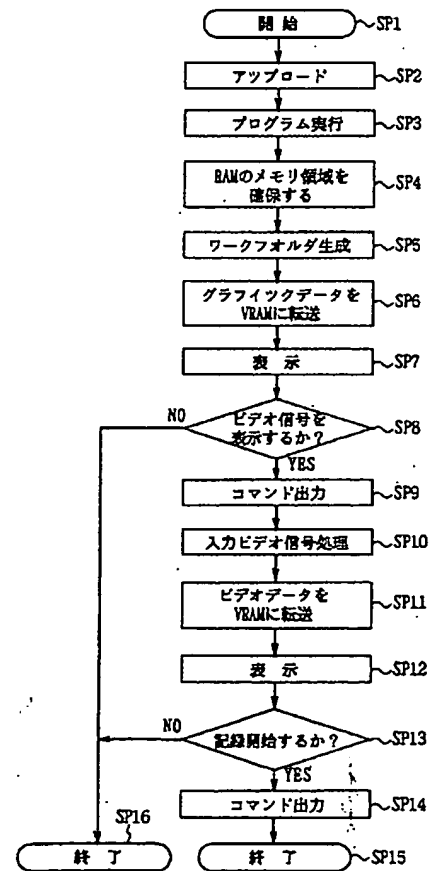 開 始
SP1
アップロード
SP2
プログラム実行
SP3
RAMのメモリ領域を
確保する
SP4
ワークフォルダ生成
SP5
グラフイックデータを
VRAMに転送
SP6
表 示
SP7
ビデオ信号を
表示するか?
SP8
NO
YES
コマンド出力
SP9
入力ビデオ信号処理
SP10
ビデオデータを
VRAMに転送
SP11
表 示
SP12
記録開始するか?
SP13
NO
YES
コマンド出力
SP14
SP16
終 了
終 了
SP15